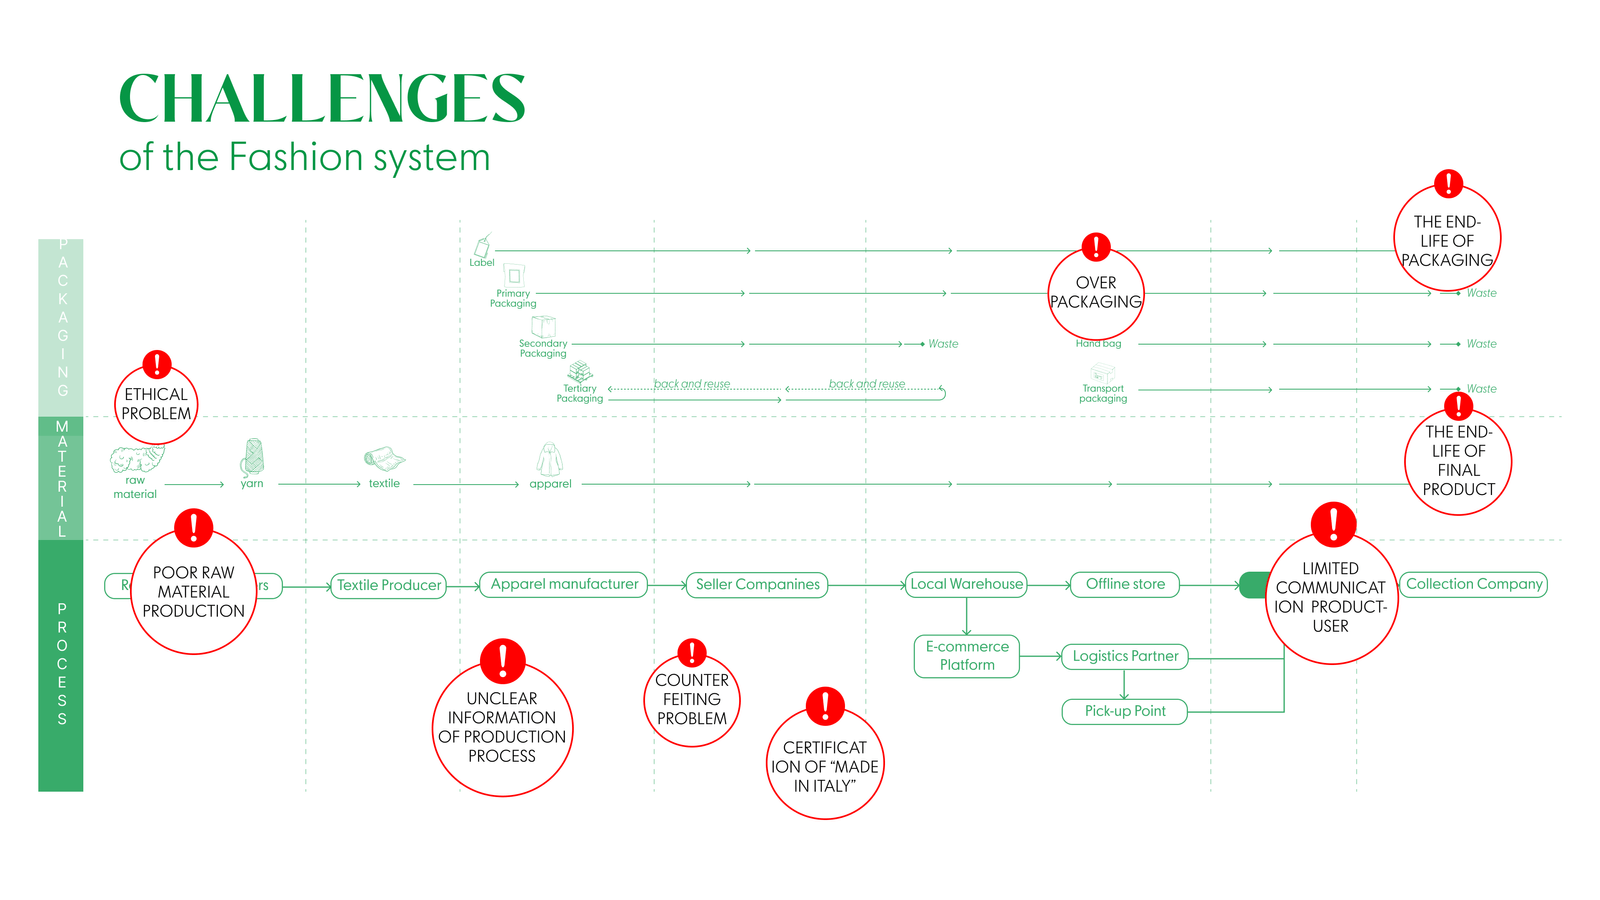 CHALLENGES
of the Fashion system
PACKAGING
Label
Primary
Packaging
Secondary
Packaging
Waste
Tertiary
Packaging
back and reuse
back and reuse
OVER
PACKAGING
Hand bag
Transport
packaging
THE END-
LIFE OF
PACKAGING
Waste
Waste
Waste
ETHICAL
PROBLEM
MATERIAL
raw
material
yarn
textile
apparel
THE END-
LIFE OF
FINAL
PRODUCT
PROCESS
POOR RAW
MATERIAL
PRODUCTION
Textile Producer
Apparel manufacturer
Seller Companines
Local Warehouse
Offline store
LIMITED
COMMUNICAT
ION PRODUCT-
USER
Collection Company
E-commerce
Platform
Logistics Partner
Pick-up Point
UNCLEAR
INFORMATION
OF PRODUCTION
PROCESS
COUNTER
FEITING
PROBLEM
CERTIFICAT
ION OF “MADE
IN ITALY”